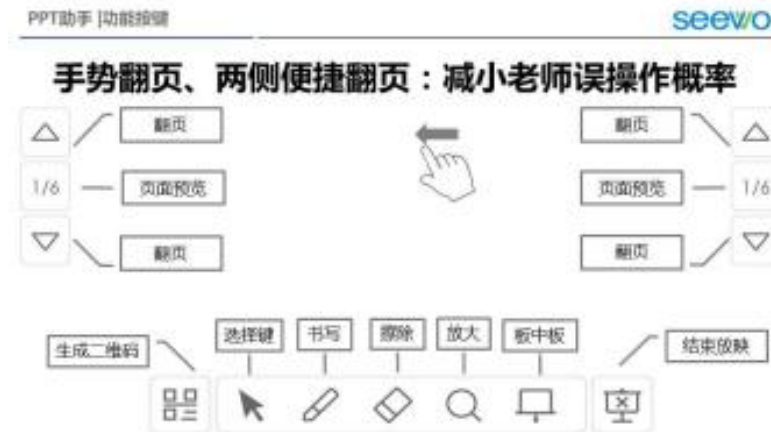 PPT助手 |功能按键
seewo
手势翻页、两侧便捷翻页：减小老师误操作概率
翻页
翻页
1/6
页面预览
页面预览
1/6
翻页
翻页
生成二维码
选择键
书写
擦除
放大
板中板
结束放映